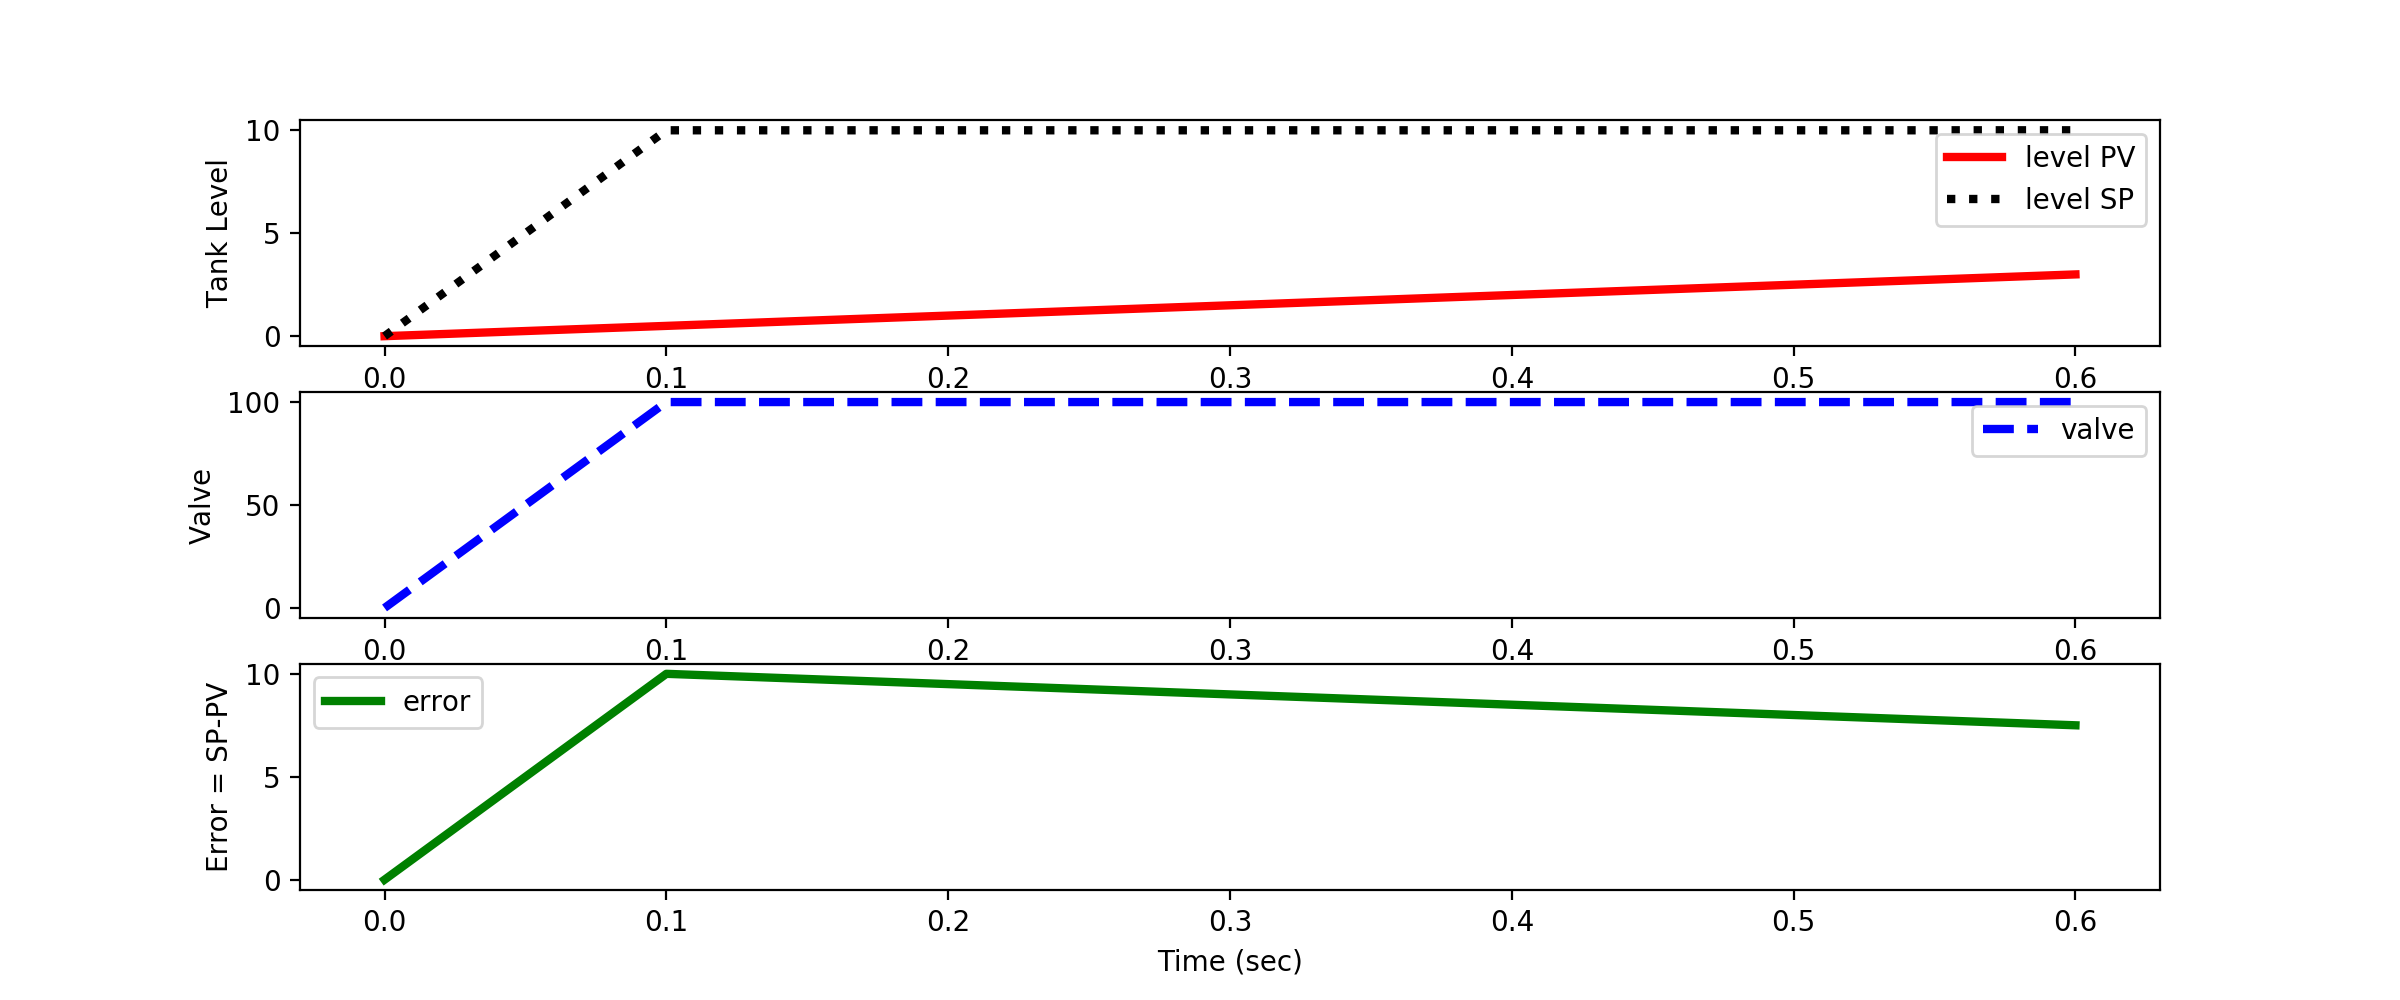 10
5
0
Tank Level
level PV
level SP
0.0 0.1 0.2 0.3 0.4 0.5 0.6
100
50
0
Valve
valve
0.0 0.1 0.2 0.3 0.4 0.5 0.6
10
5
0
Error = SP-PV
error
0.0 0.1 0.2 0.3 0.4 0.5 0.6
Time (sec)